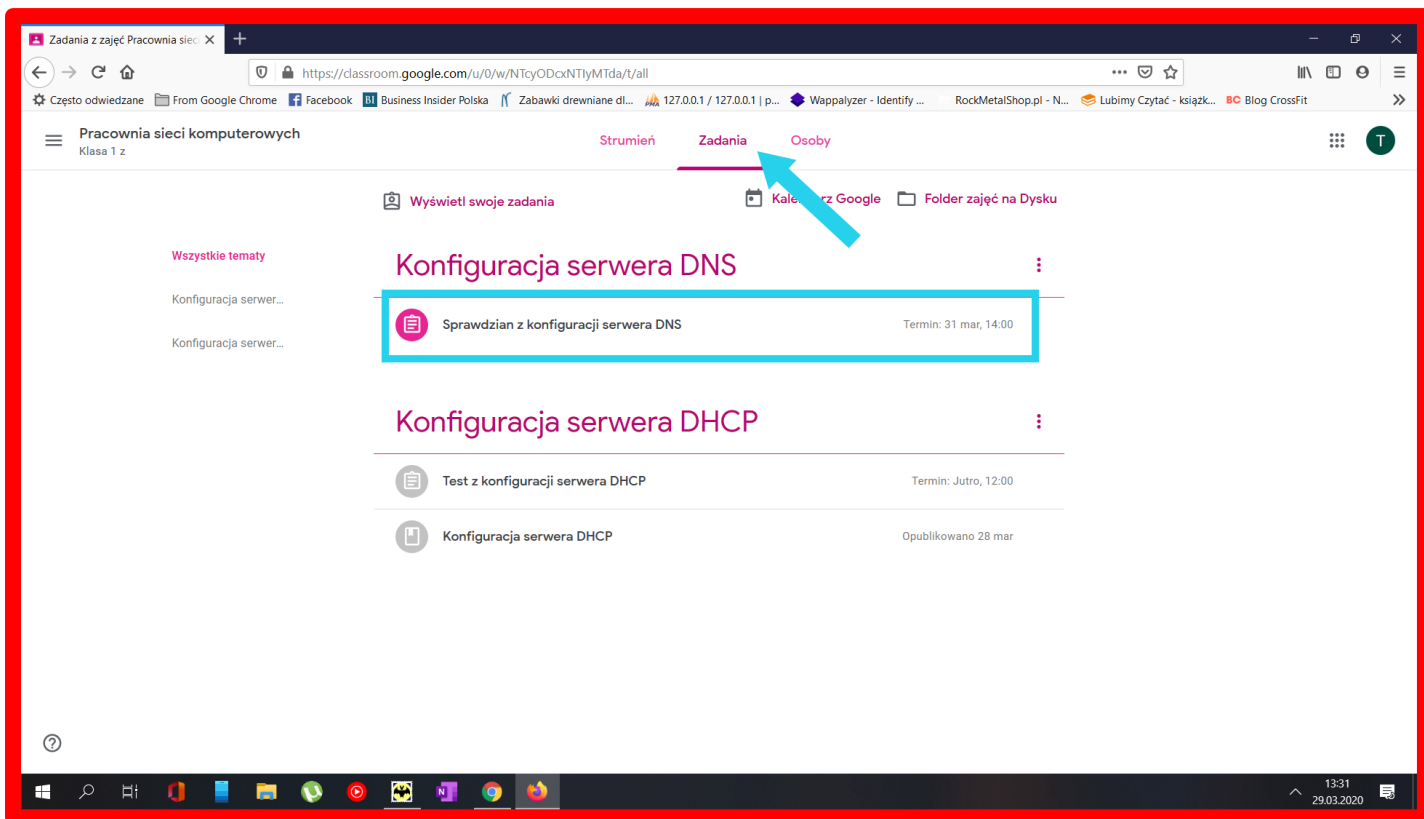 Zadania z zajęć Pracownia siec
https://classroom.google.com/u/0/w/NTcyODcxNTIyMTda/t/all
Często odwiedzane From Google Chrome Facebook BI Business Insider Polska Zabawki drewniane dl... 127.0.0.1 / 127.0.0.1 | p... Wappalyzer - Identify ... RockMetalShop.pl - N... Lubimy Czytać - książk... BC Blog CrossFit
Pracownia sieci komputerowych
Klasa 1 z
Strumień Zadania Osoby
T
Wyświetl swoje zadania
Google Folder zajęć na Dysku
Wszystkie tematy
Konfiguracja serwer...
Konfiguracja serwer...
Konfiguracja serwera DNS
Sprawdzian z konfiguracji serwera DNS Termin: 31 mar, 14:00
Konfiguracja serwera DHCP
Test z konfiguracji serwera DHCP Termin: Jutro, 12:00
Konfiguracja serwera DHCP Opublikowano 28 mar
13:31
29.03.2020